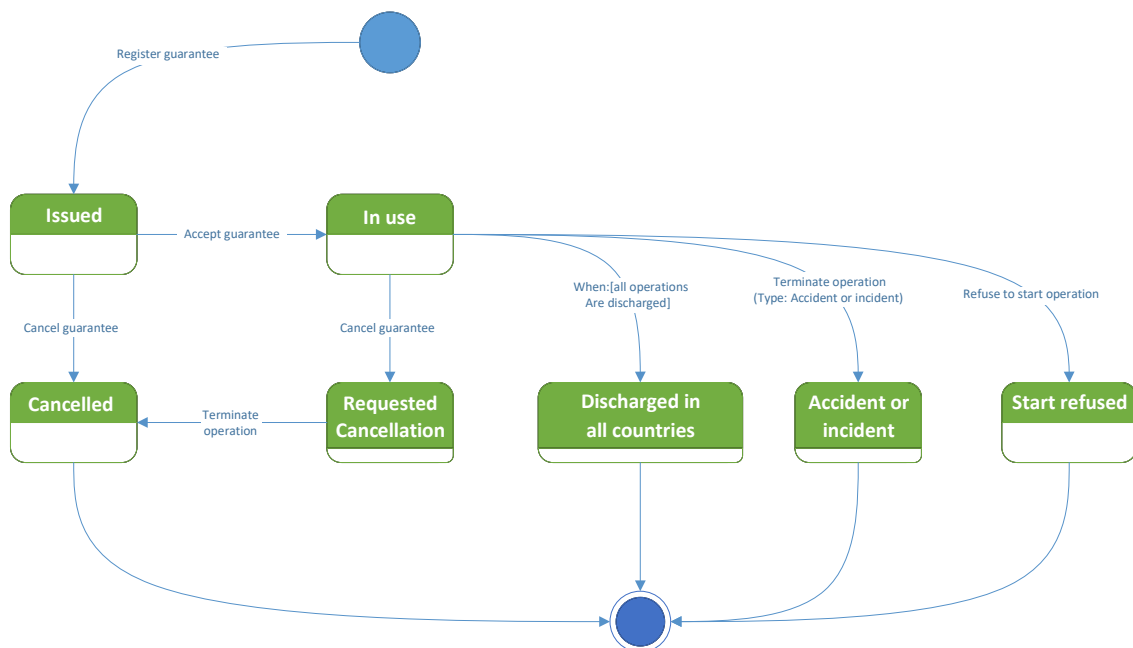 Register guarantee
Issued
In use
Accept guarantee
When:[all operations
Are discharged]
Terminate operation
(Type: Accident or incident)
Refuse to start operation
Cancel guarantee
Cancel guarantee
Cancelled
Requested
Cancellation
Discharged in
all countries
Accident or
incident
Start refused
Terminate
operation